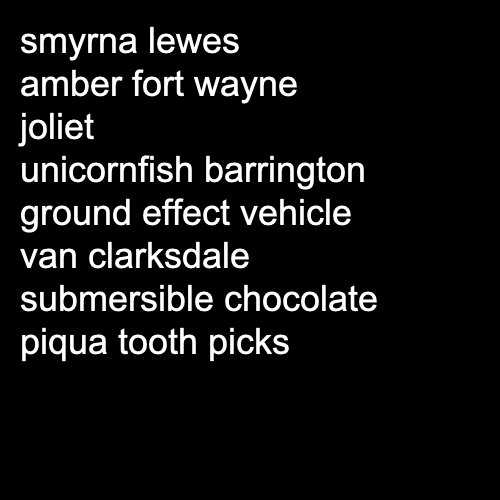 smyrna lewes
amber fort wayne
joliet
unicornfish barrington
ground effect vehicle
van clarksdale
submersible chocolate
piqua tooth picks